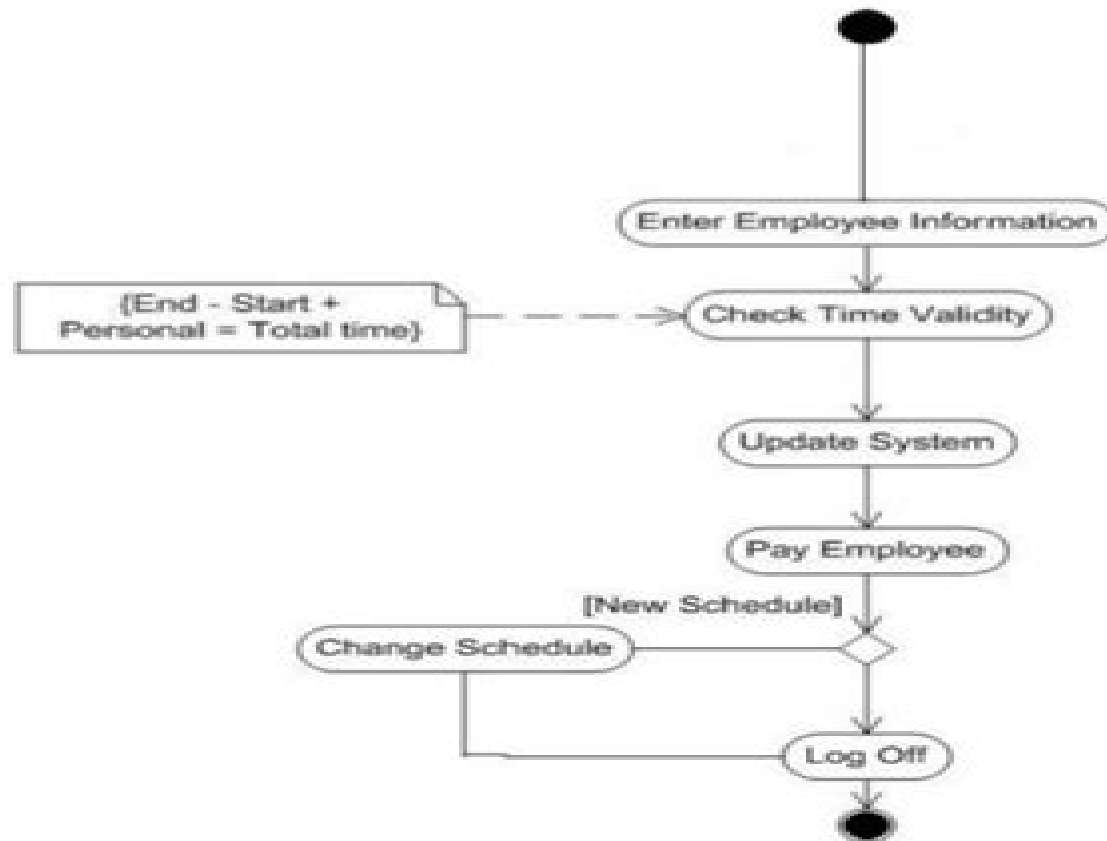 Enter Employee Information
{End - Start +
Personal = Total time}
Check Time Validity
Update System
Pay Employee
[New Schedule]
Change Schedule
Log Off